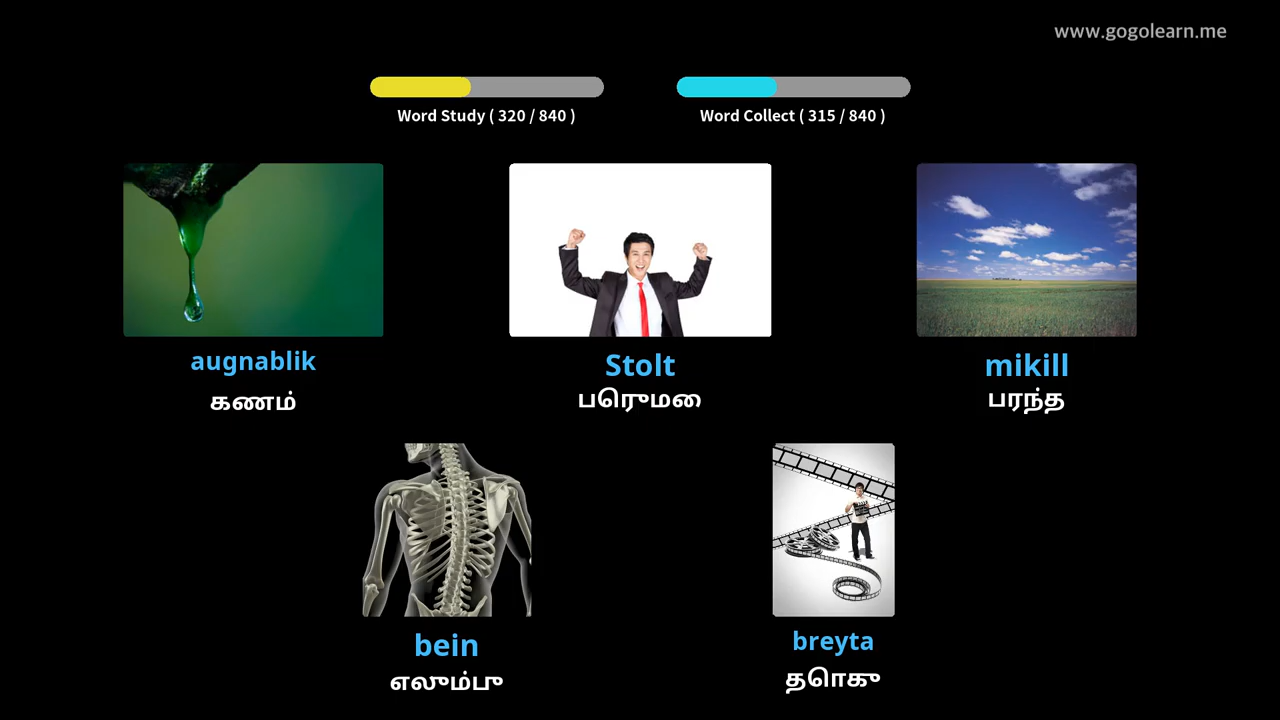 www.gogolearn.me
Word Study ( 320 / 840 )
Word Collect ( 315 / 840 )
augnablik
கணம்
Stolt
பெருமை
mikill
பரந்த
bein
எலும்பு
breyta
தொகு